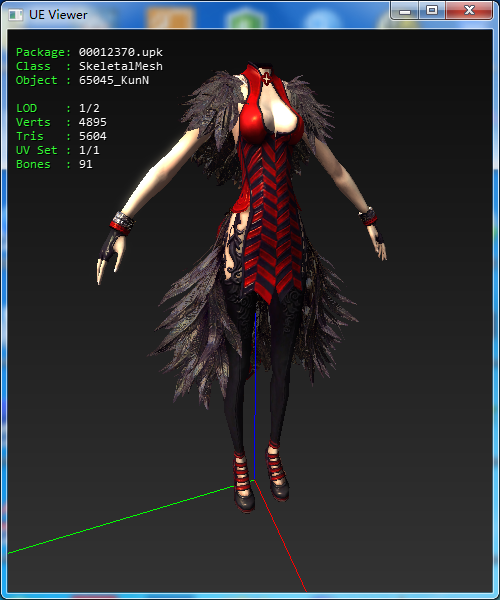 UE Viewer
Package: 00012370.upk
Class : SkeletalMesh
Object : 65045_KunN
LOD : 1/2
Verts : 4895
Tris : 5604
UV Set : 1/1
Bones : 91